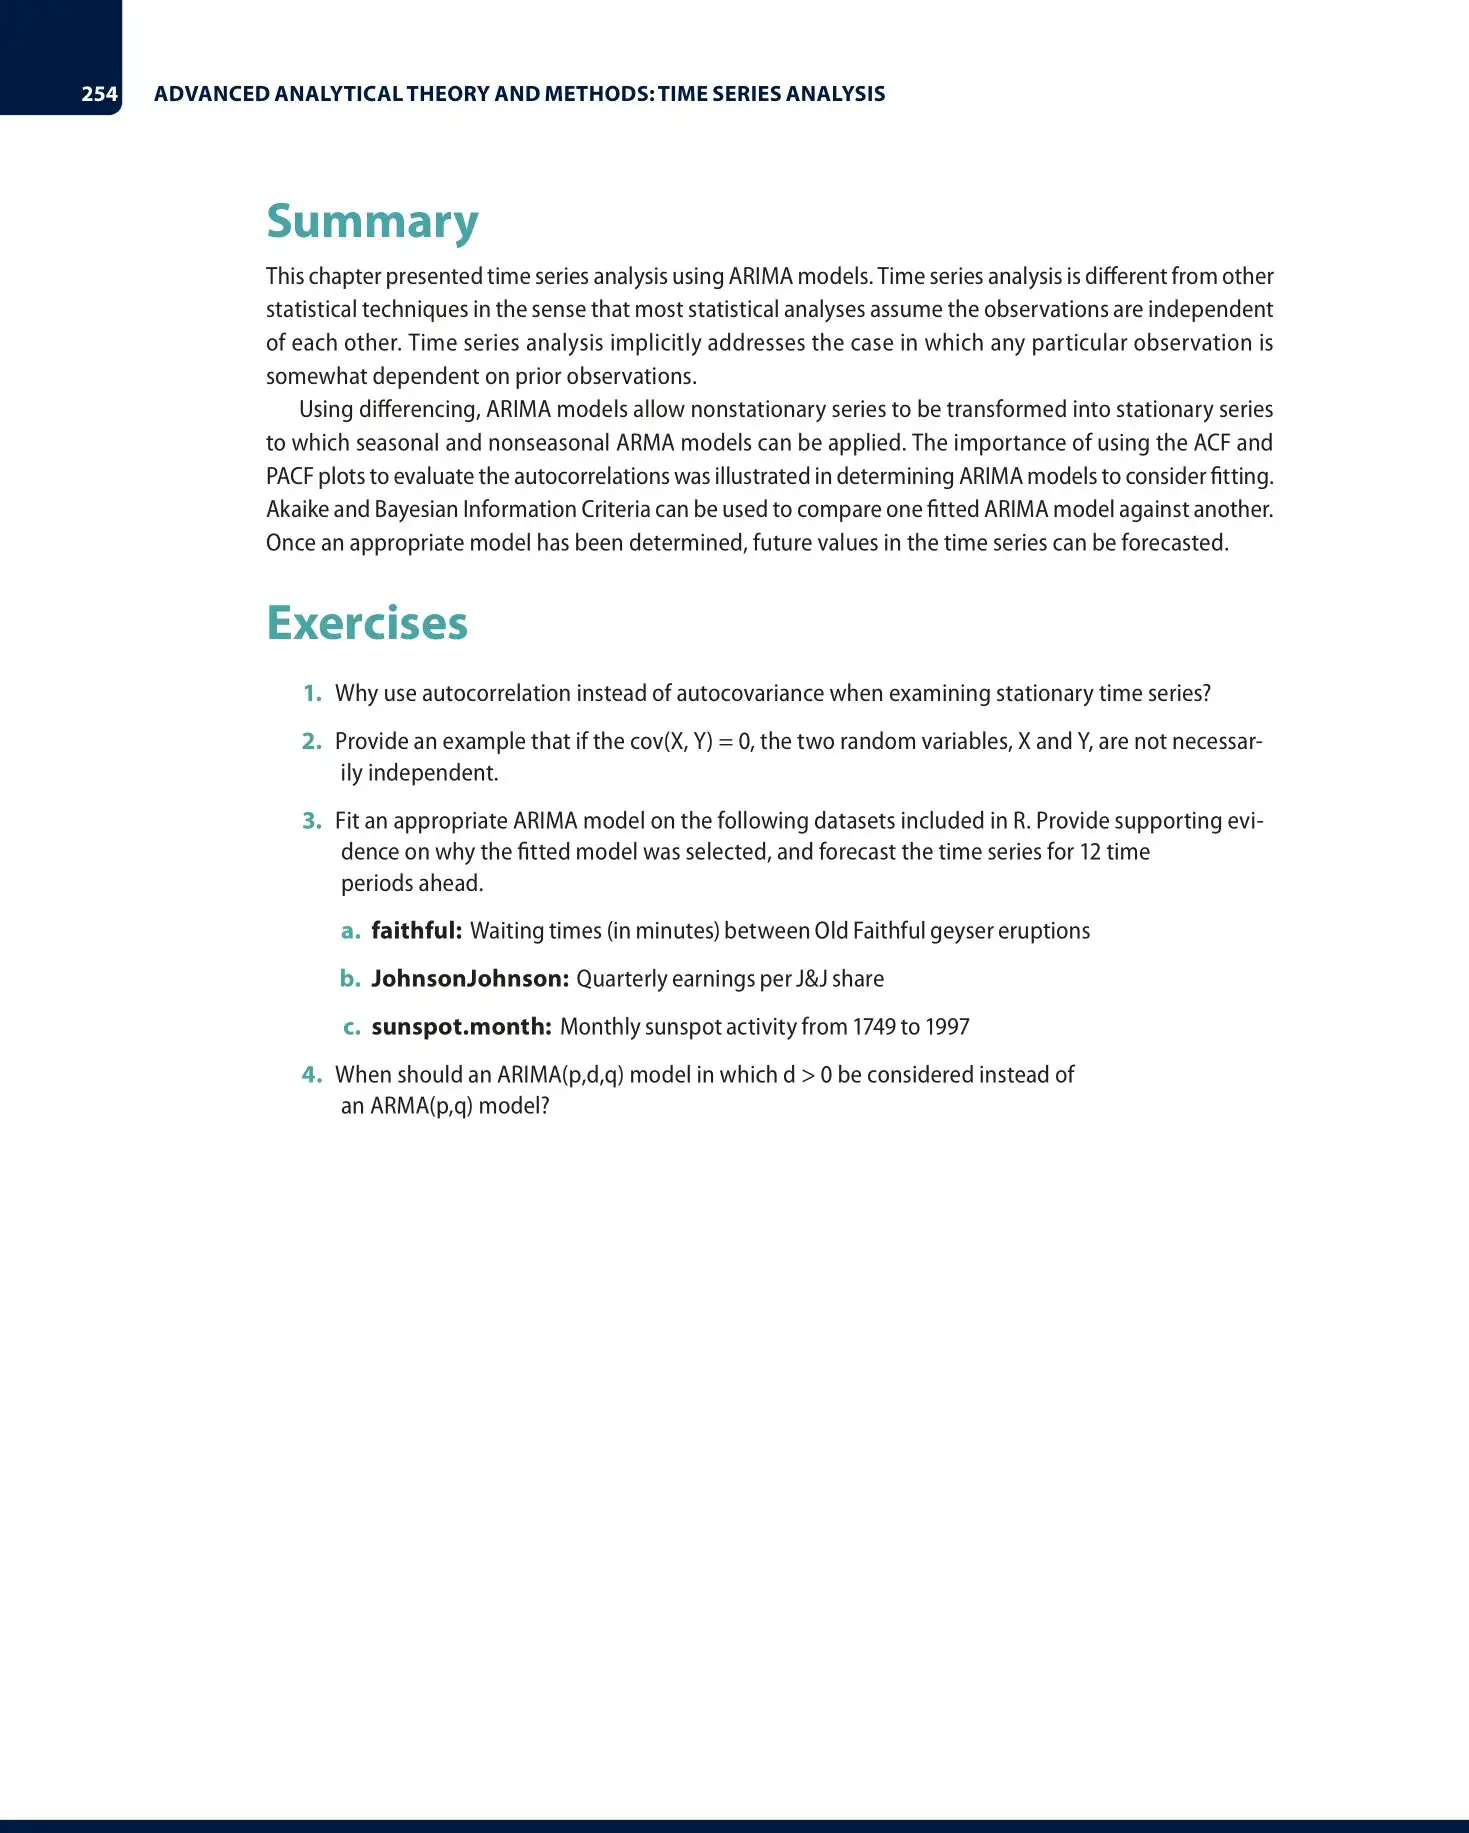 254 ADVANCED ANALYTICAL THEORY AND METHODS: TIME SERIES ANALYSIS
Summary
This chapter presented time series analysis using ARIMA models. Time series analysis is different from other
statistical techniques in the sense that most statistical analyses assume the observations are independent
of each other. Time series analysis implicitly addresses the case in which any particular observation is
somewhat dependent on prior observations.
Using differencing, ARIMA models allow nonstationary series to be transformed into stationary series
to which seasonal and nonseasonal ARMA models can be applied. The importance of using the ACF and
PACF plots to evaluate the autocorrelations was illustrated in determining ARIMA models to consider fitting.
Akaike and Bayesian Information Criteria can be used to compare one fitted ARIMA model against another.
Once an appropriate model has been determined, future values in the time series can be forecasted.
Exercises
1. Why use autocorrelation instead of autocovariance when examining stationary time series?
2. Provide an example that if the cov(X, Y) = 0, the two random variables, X and Y, are not necessar-
ily independent.
3. Fit an appropriate ARIMA model on the following datasets included in R. Provide supporting evi-
dence on why the fitted model was selected, and forecast the time series for 12 time
periods ahead.
a. faithful: Waiting times (in minutes) between Old Faithful geyser eruptions
b. JohnsonJohnson: Quarterly earnings per J&J share
c. sunspot.month: Monthly sunspot activity from 1749 to 1997
4. When should an ARIMA(p,d,q) model in which d > 0 be considered instead of
an ARMA(p,q) model?